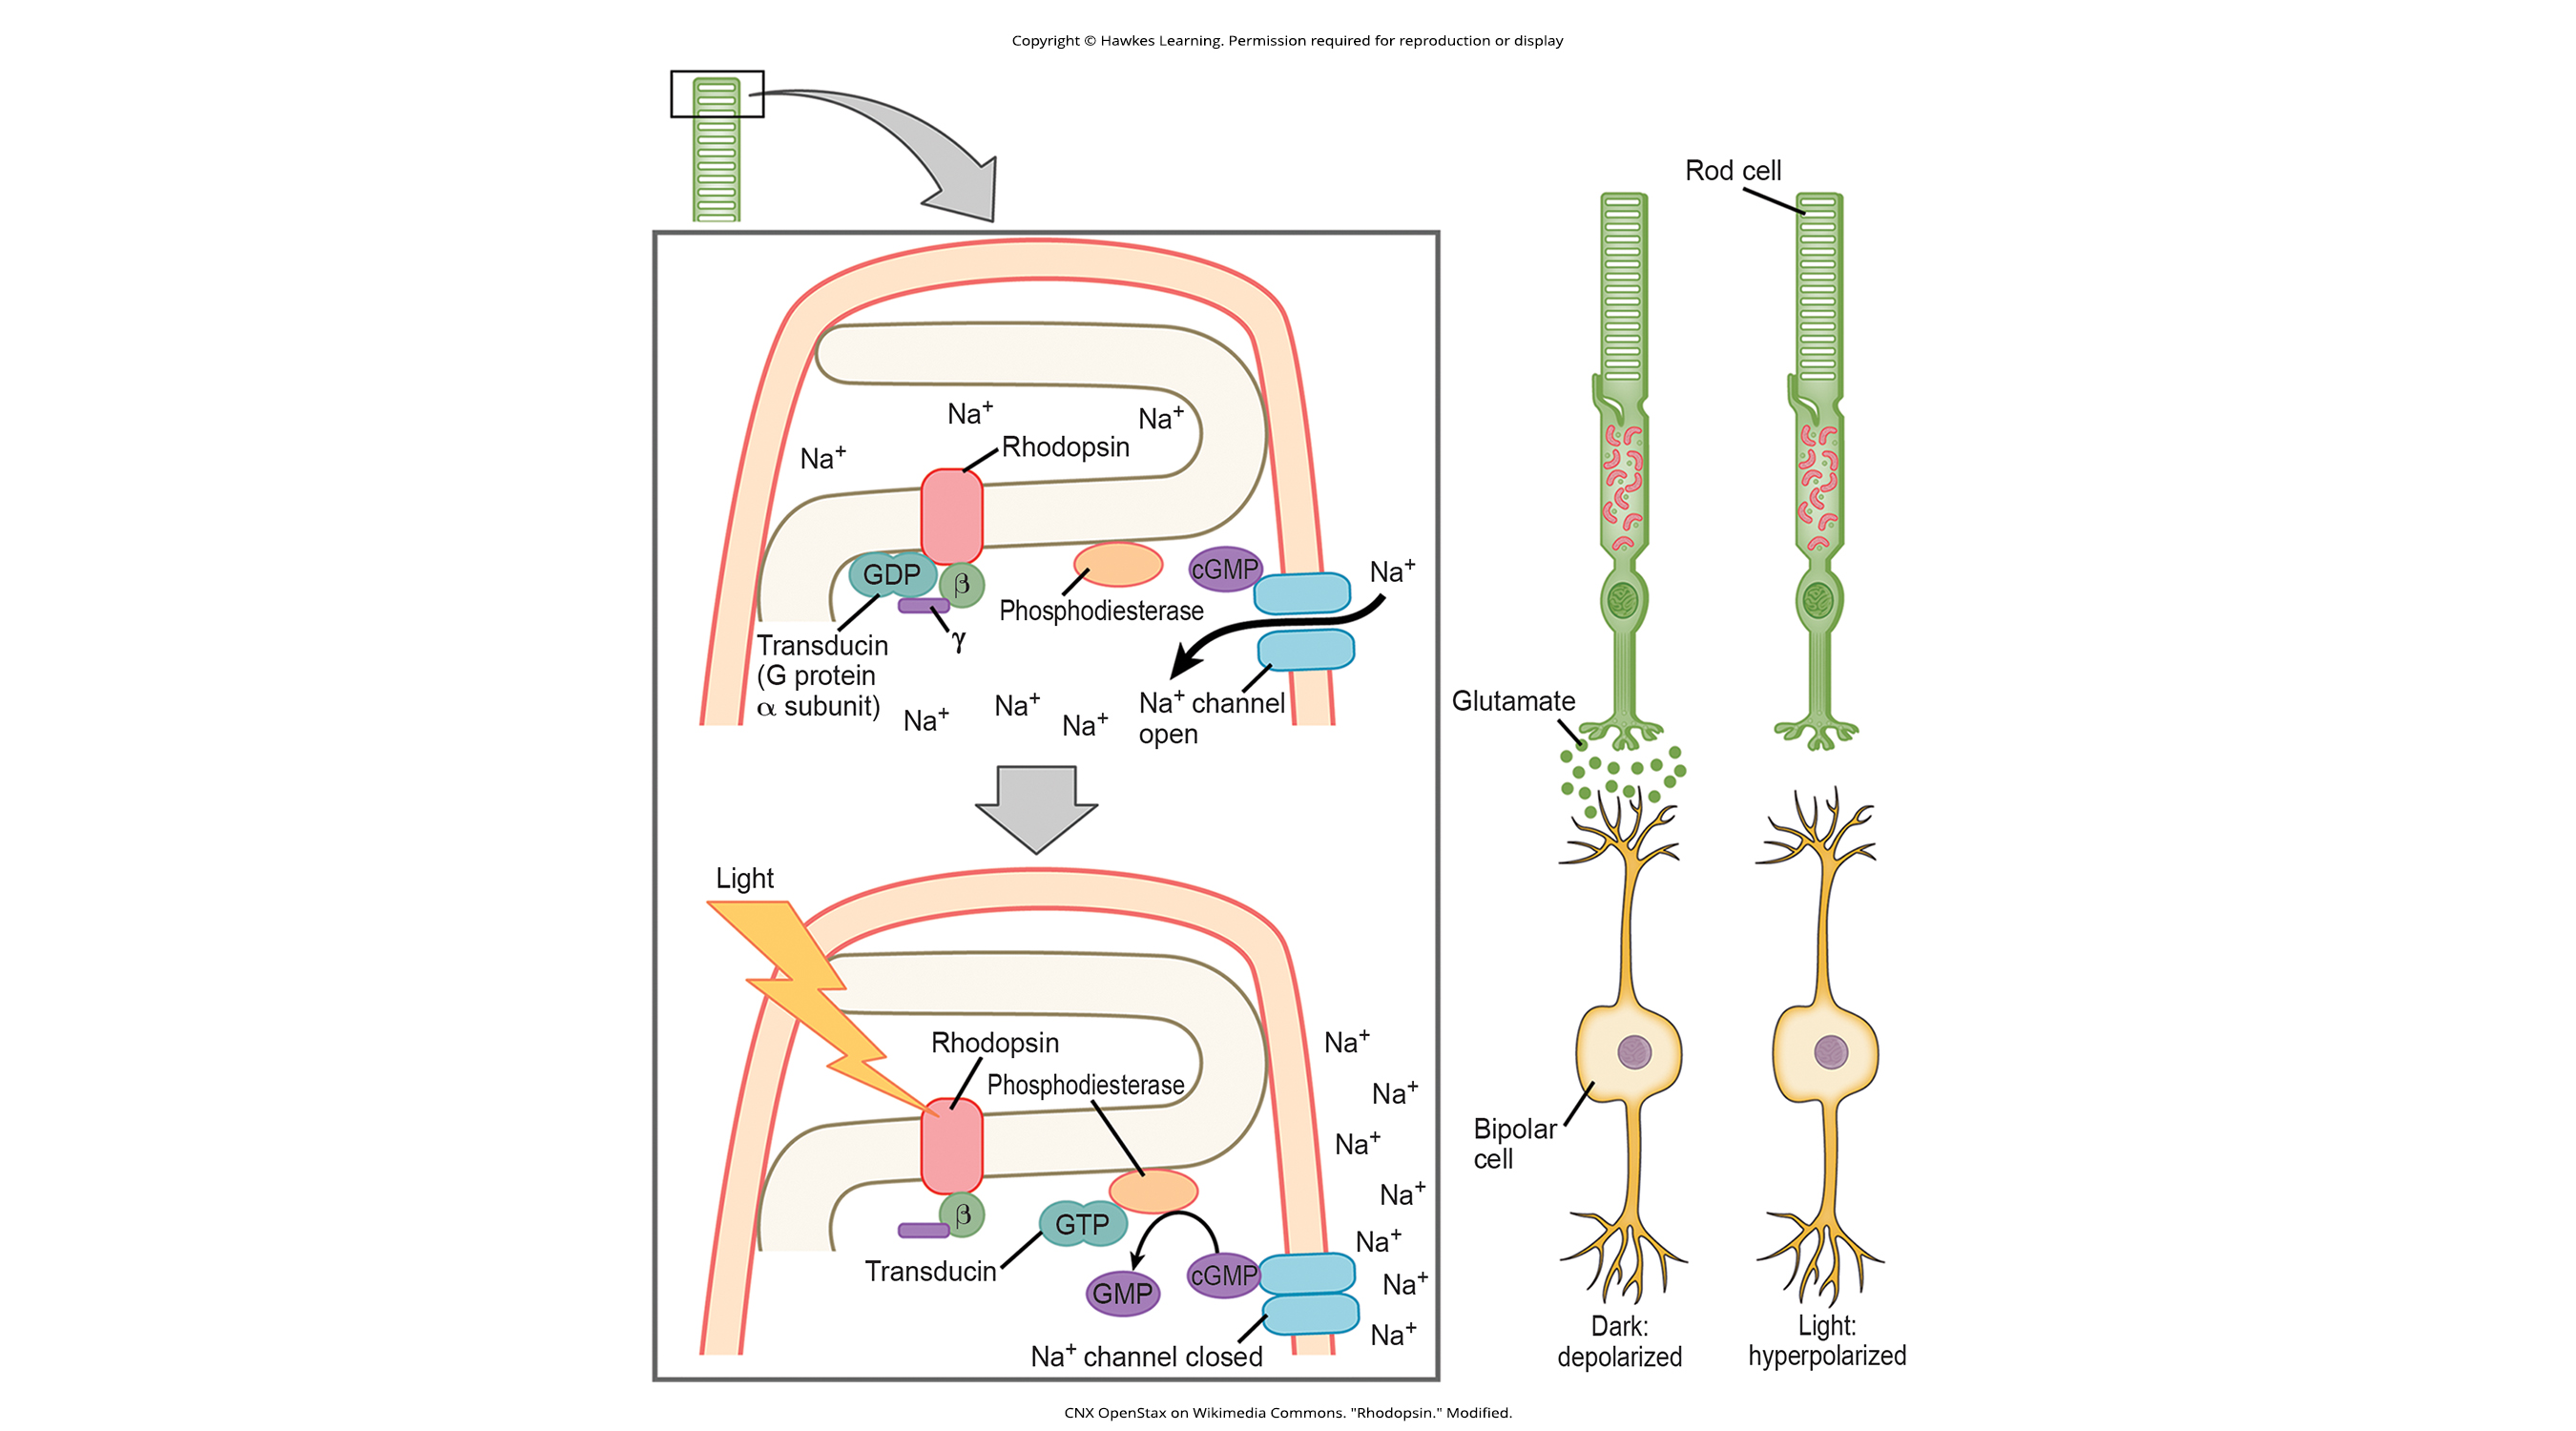 Copyright © Hawkes Learning. Permission required for reproduction or display
Na⁺
Na⁺
Na⁺
Rhodopsin
GDP
β
γ
Transducin
(G protein
α subunit)
Phosphodiesterase
cGMP
Na⁺
Na⁺ channel
open
Na⁺
Na⁺
Na⁺
Light
Rhodopsin
Phosphodiesterase
β
GTP
Transducin
GMP
cGMP
Na⁺ channel closed
Na⁺
Na⁺
Na⁺
Na⁺
Na⁺
Na⁺
Na⁺
Rod cell
Glutamate
Bipolar
cell
Dark:
depolarized
Light:
hyperpolarized
CNX OpenStax on Wikimedia Commons. "Rhodopsin." Modified.